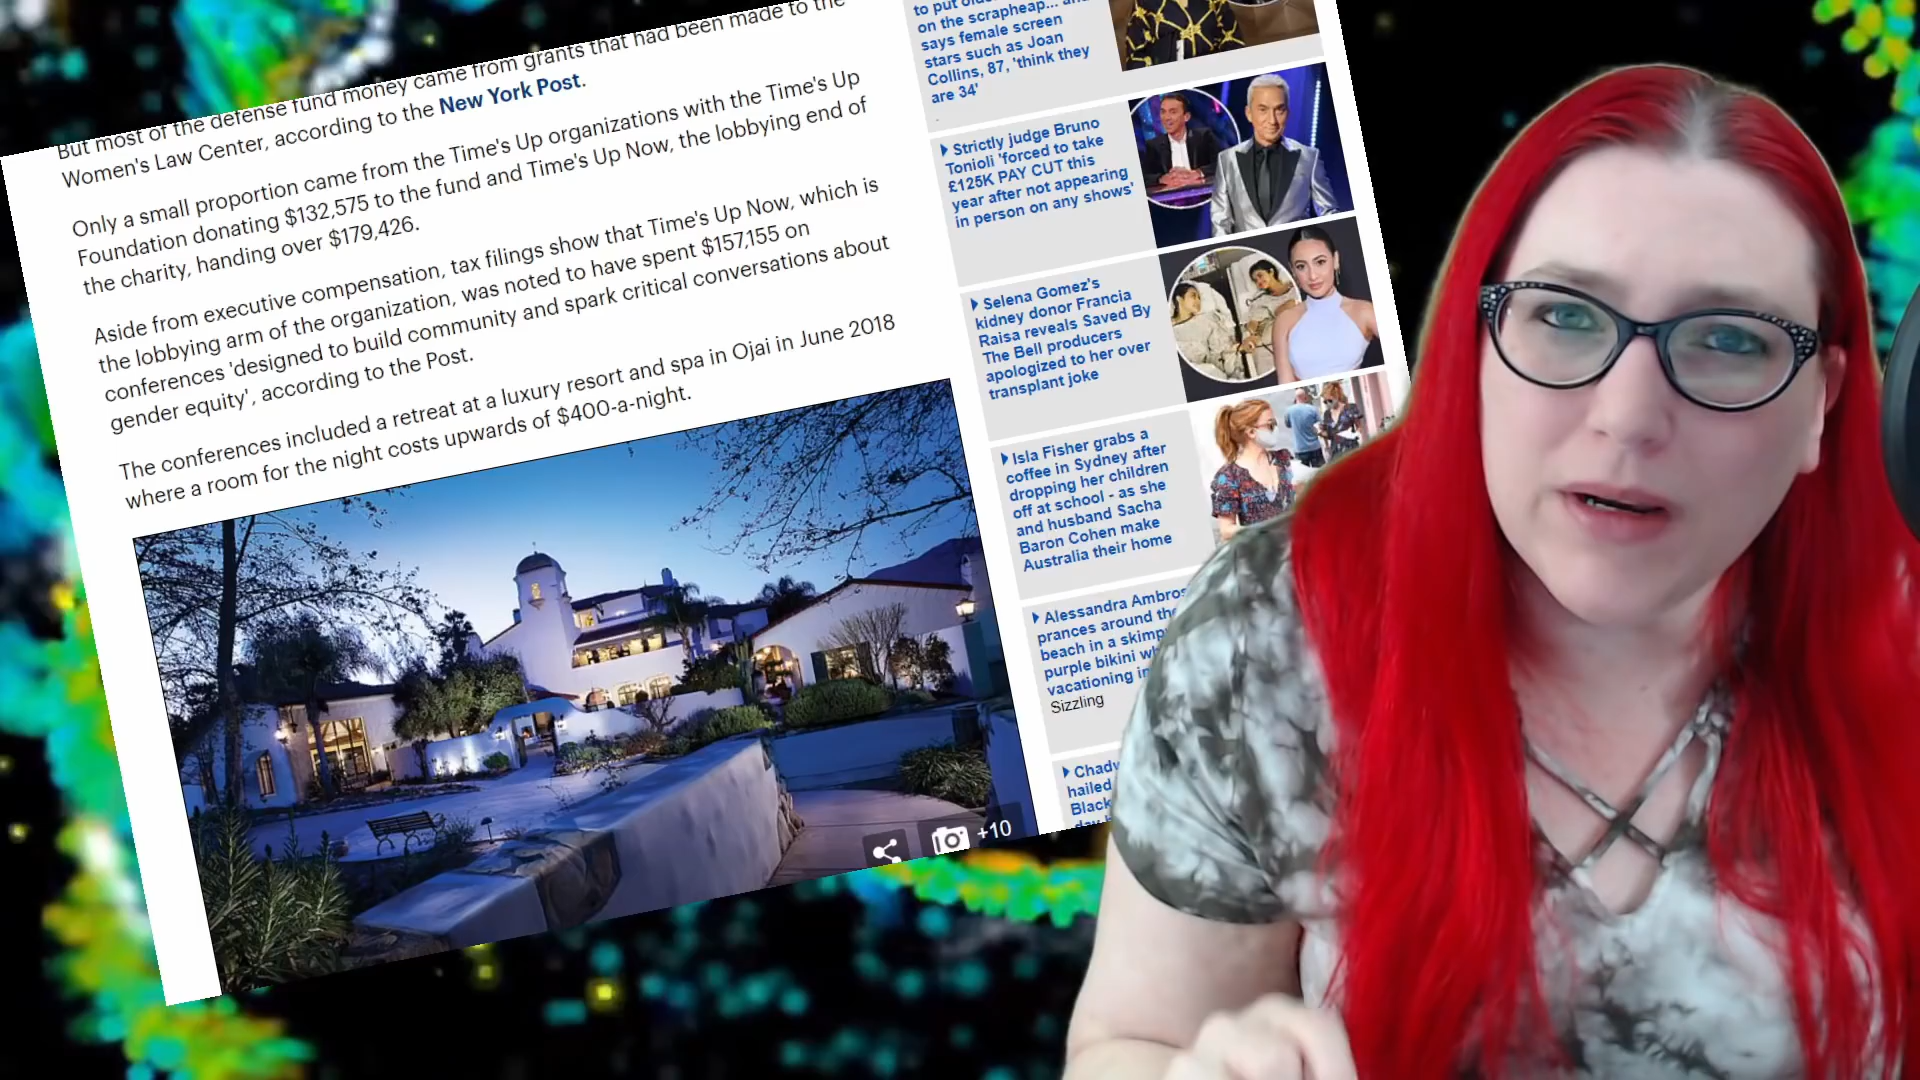 But most of the defense fund money came from grants that had been made to the
Women's Law Center, according to the New York Post.
Only a small proportion came from the Time's Up organizations with the Time's Up
Foundation donating $132,575 to the fund and Time's Up Now, the lobbying end of
the charity, handing over $179,426.
Aside from executive compensation, tax filings show that Time's Up Now, which is
the lobbying arm of the organization, was noted to have spent $157,155 on
conferences 'designed to build community and spark critical conversations about
gender equity', according to the Post.
The conferences included a retreat at a luxury resort and spa in Ojai in June 2018
where a room for the night costs upwards of $400-a-night.
+10
to put
on the scrapheap... and
says female screen
stars such as Joan
Collins, 87, 'think they
are 34'
Strictly judge Bruno
Tonioli 'forced to take
£125K PAY CUT this
year after not appearing
in person on any shows'
Selena Gomez's
kidney donor Francia
Raisa reveals Saved By
The Bell producers
apologized to her over
transplant joke
Isla Fisher grabs a
coffee in Sydney after
dropping her children
off at school - as she
and husband Sacha
Baron Cohen make
Australia their home
Alessandra Ambros
prances around the
beach in a skimp
purple bikini wh
vacationing in
Sizzling
Chadw
hailed
Black